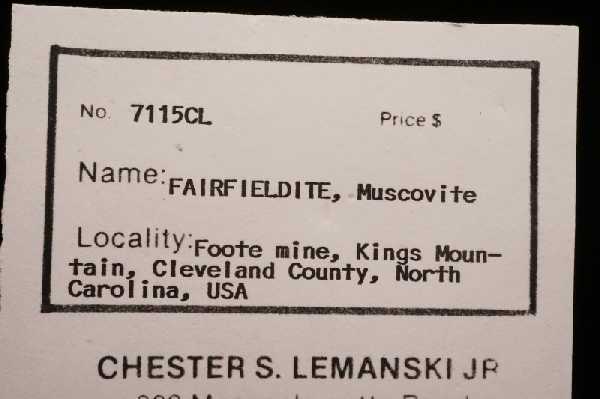 No. 7115CL Price $
Name: FAIRFIELDITE, Muscovite
Locality: Foote mine, Kings Moun-
tain, Cleveland County, North
Carolina, USA
CHESTER S. LEMANSKI JR